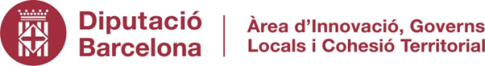 Diputació
Barcelona
Àrea d'Innovació, Governs
Locals i Cohesió Territorial